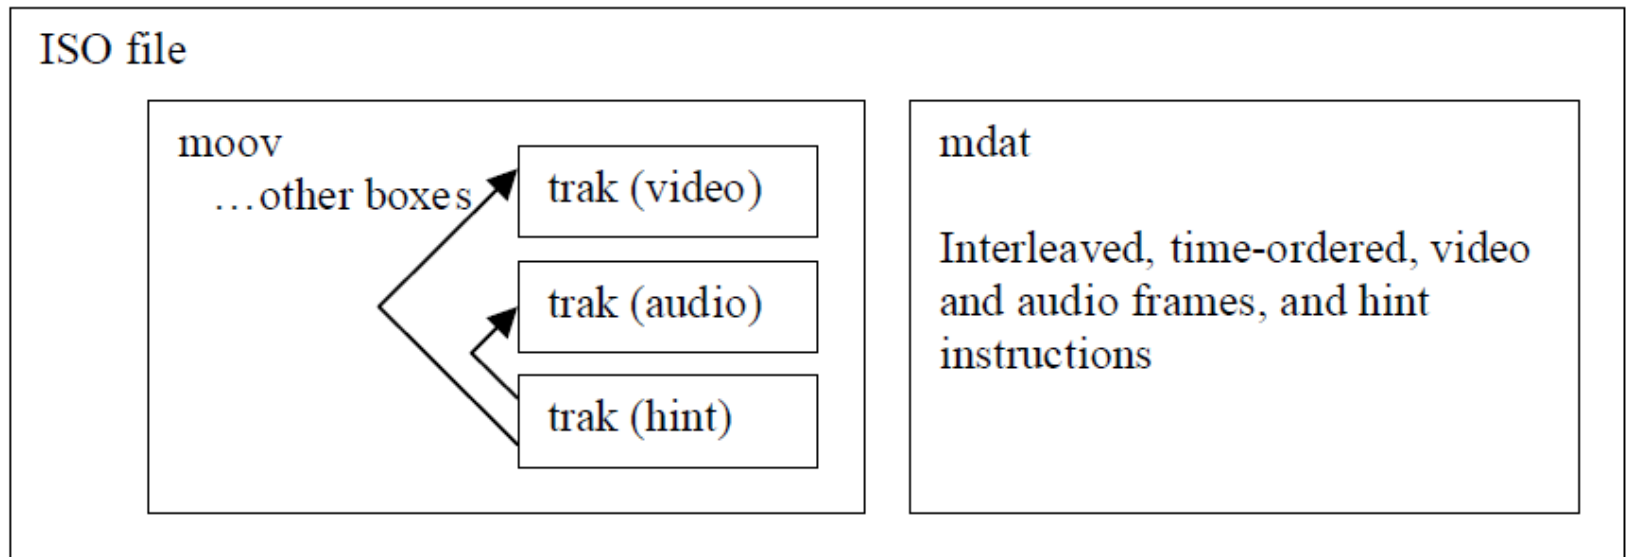 ISO file
moov
…other boxes
trak (video)
trak (audio)
trak (hint)
mdat
Interleaved, time-ordered, video
and audio frames, and hint
instructions